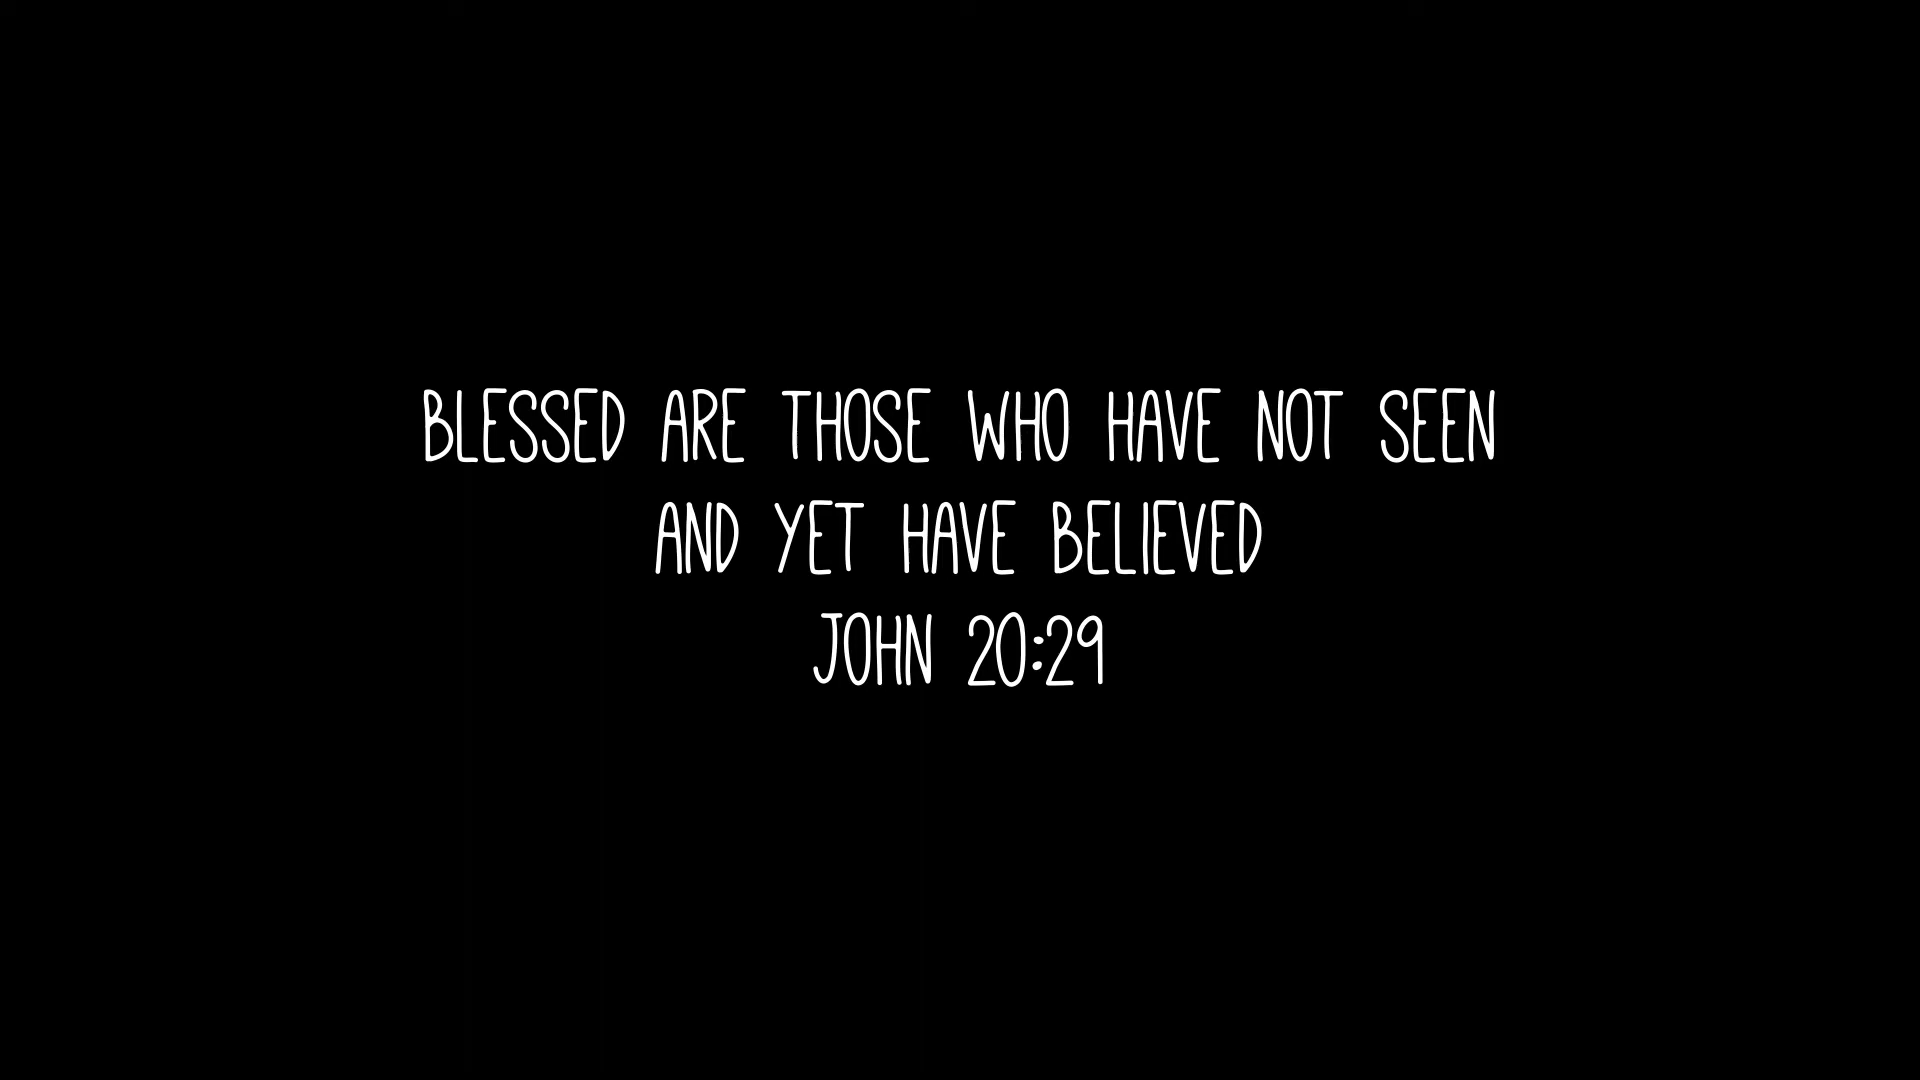 BLESSED ARE THOSE WHO HAVE NOT SEEN
AND YET HAVE BELIEVED
JOHN 20:29